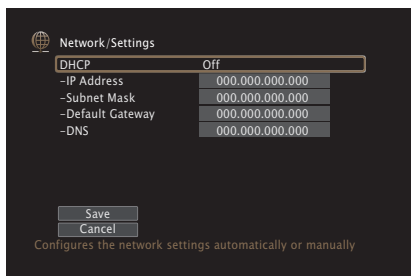 Network/Settings
DHCP Off
-IP Address 000.000.000.000
-Subnet Mask 000.000.000.000
-Default Gateway 000.000.000.000
-DNS 000.000.000.000
Save
Cancel
Configures the network settings automatically or manually